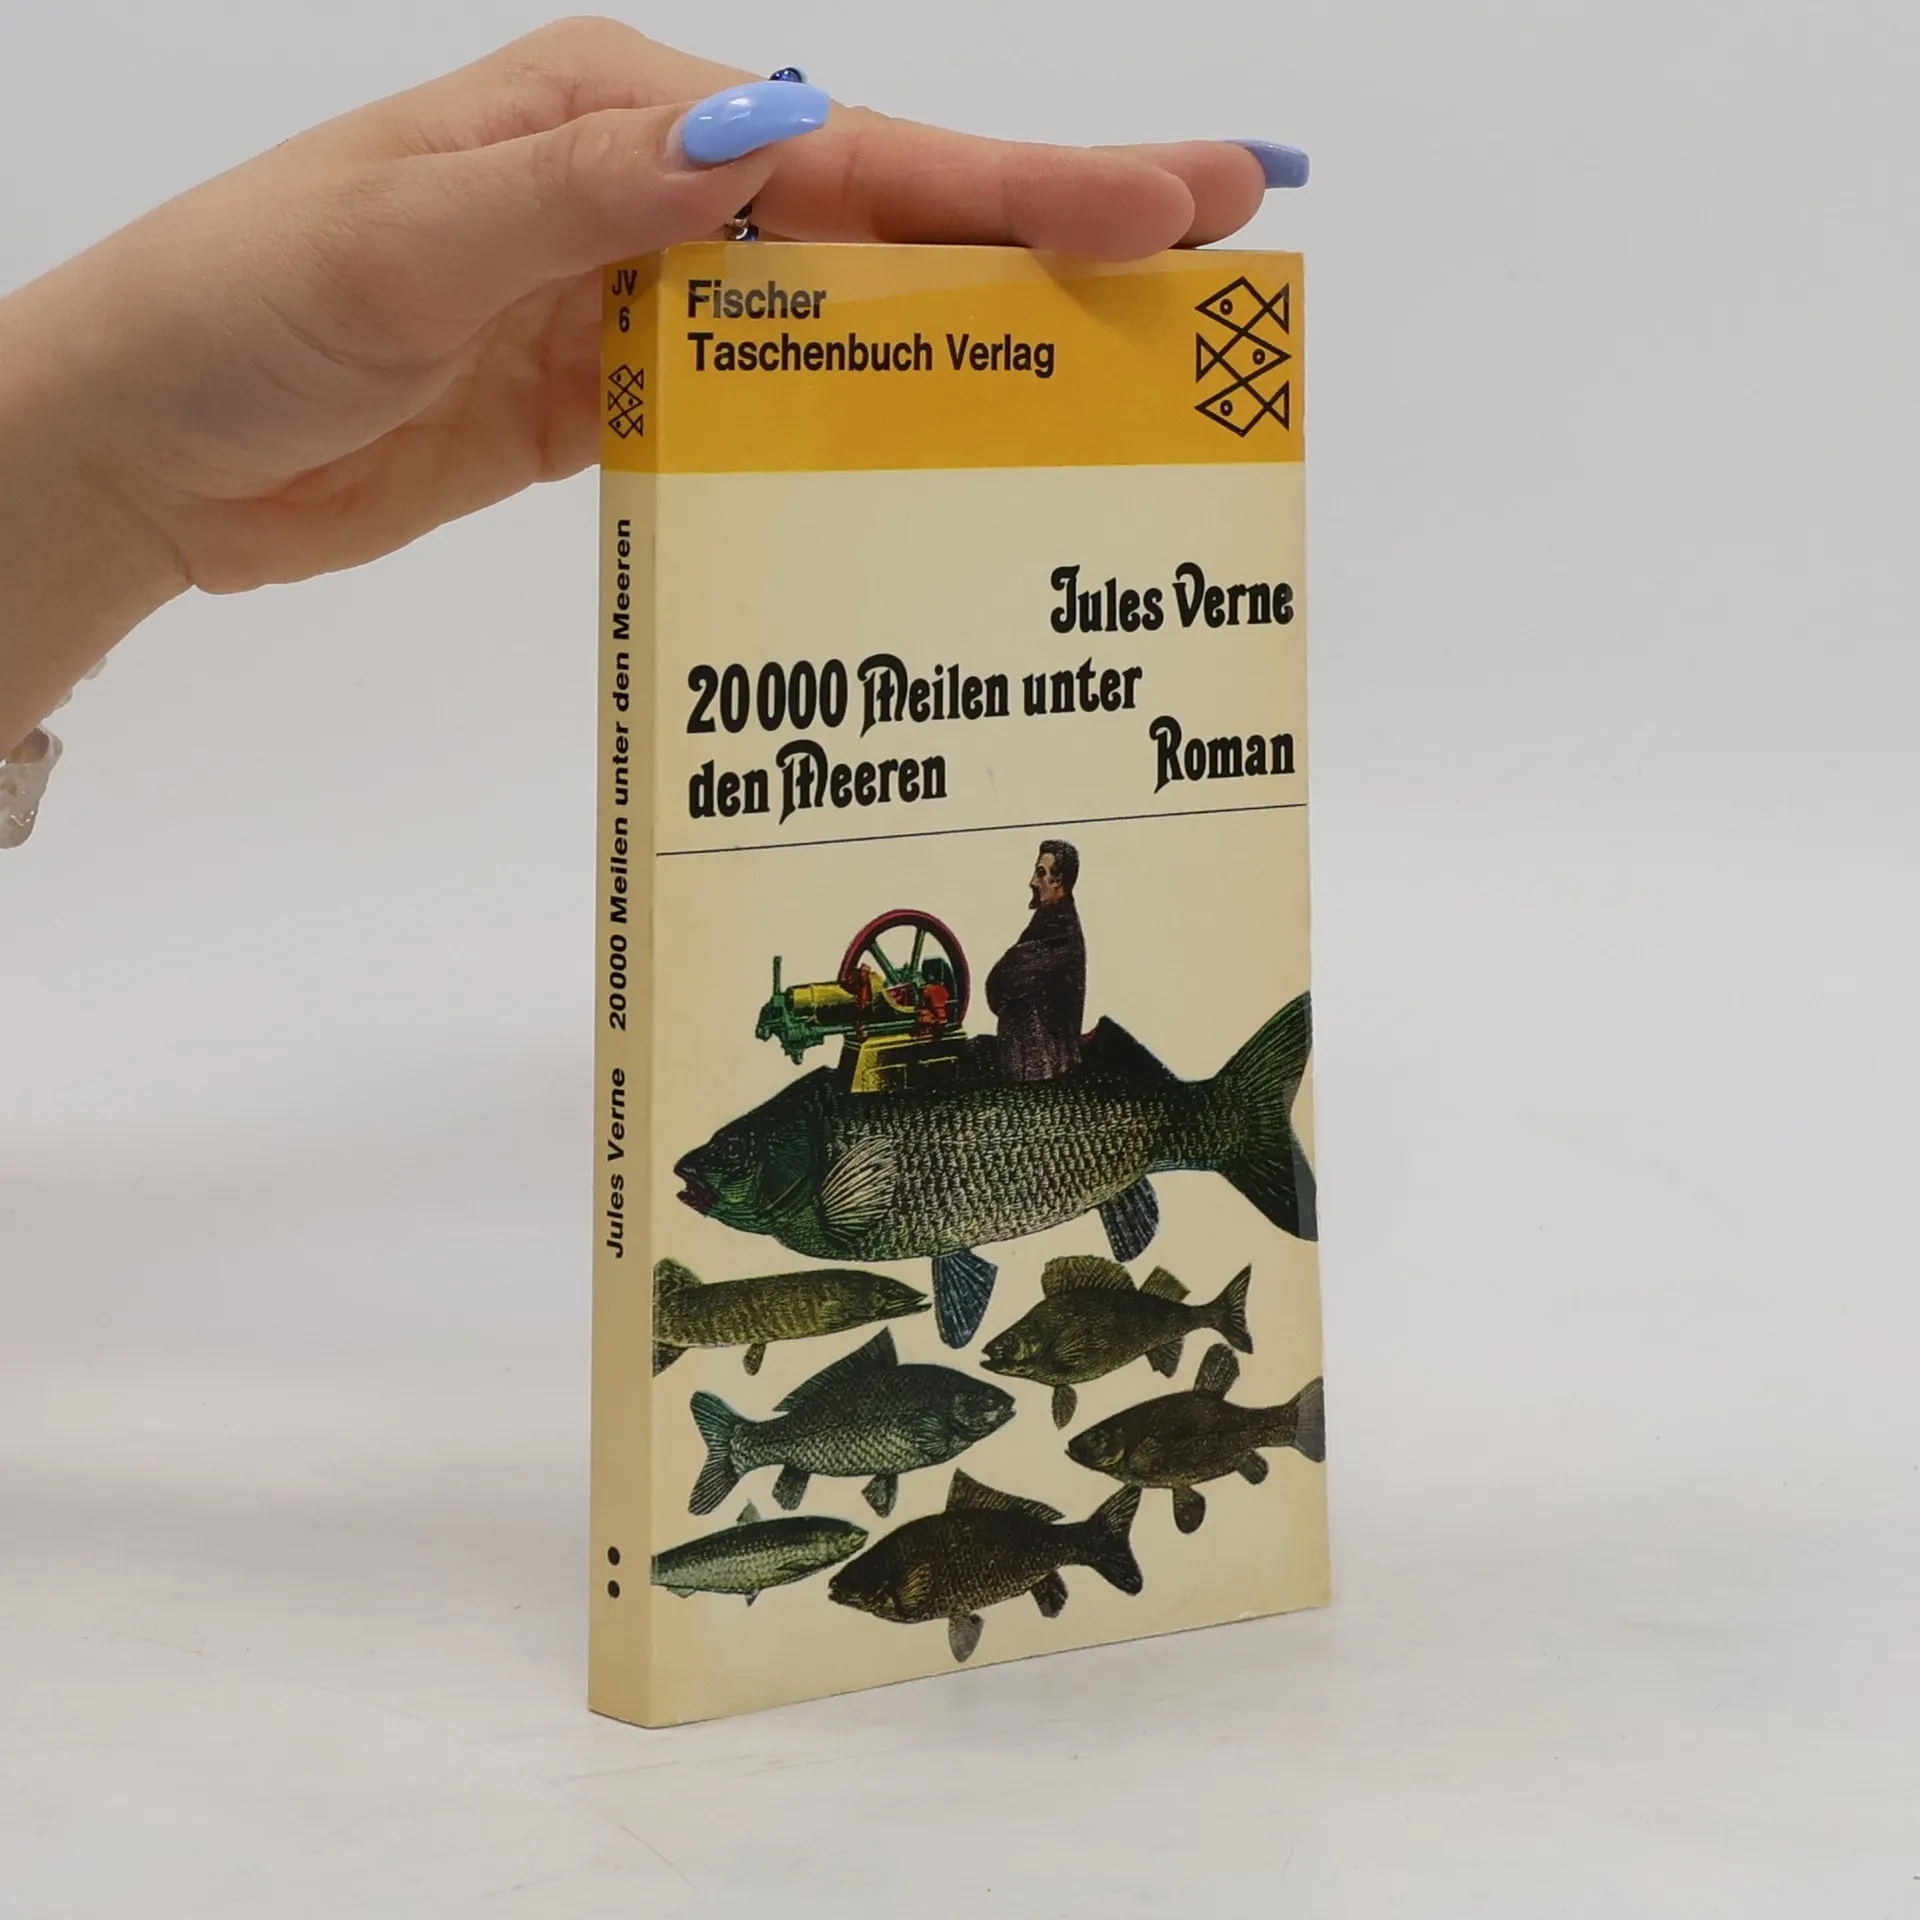 JV
6
Jules Verne 20000 Meilen unter den Meeren
Fischer
Taschenbuch Verlag
Jules Verne
20000 Meilen unter
den Meeren Roman